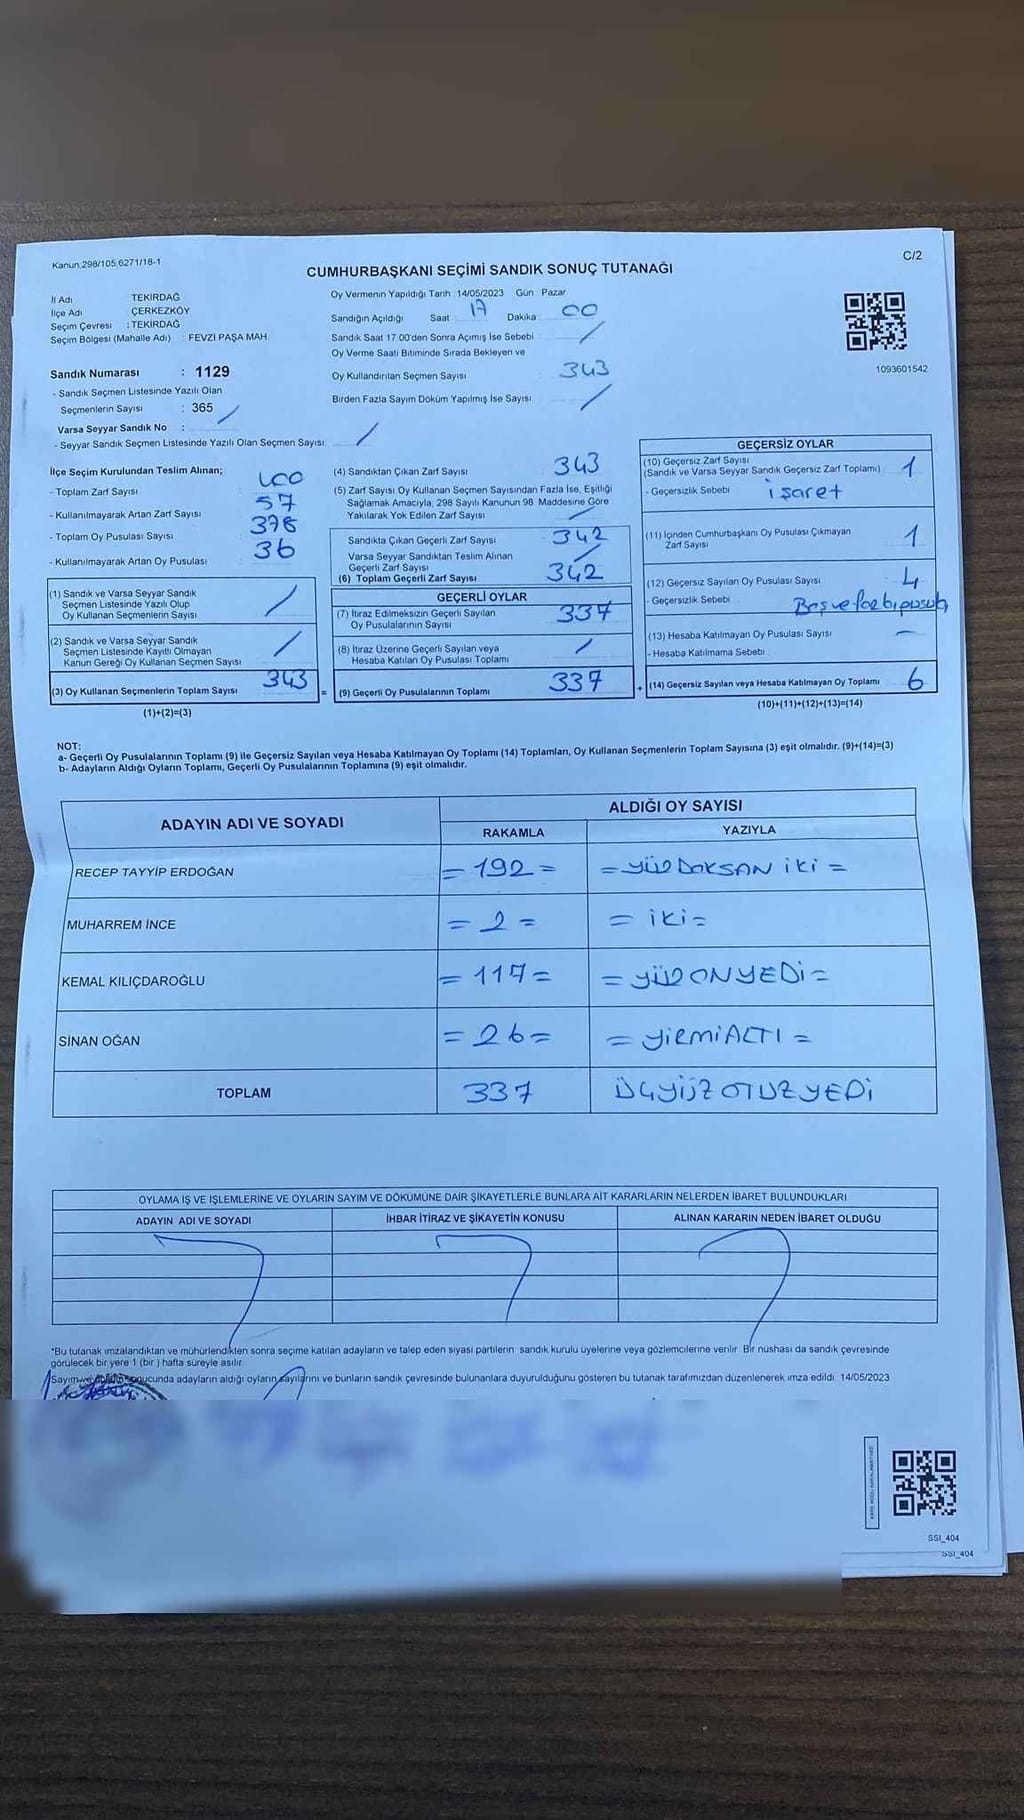 Kanun,298/105,6271/18-1
C/2
CUMHURBAŞKANI SEÇİMİ SANDIK SONUÇ TUTANAĞI
İl Adı TEKİRDAĞ
İlçe Adı ÇERKEZKÖY
Seçim Çevresi : TEKİRDAĞ
Seçim Bölgesi (Mahalle Adı) : FEVZİ PAŞA MAH.
Oy Vermenin Yapıldığı Tarih :14/05/2023 Gün : Pazar
Sandığın Açıldığı Saat : 17 Dakika : 00
Sandık Saat 17.00'den Sonra Açımış İse Sebebi /
Oy Verme Saati Bitiminde Sırada Bekleyen ve
Oy Kullandırılan Seçmen Sayısı : 343
Birden Fazla Sayım Döküm Yapılmış İse Sayısı : /
1093601542
Sandık Numarası : 1129
- Sandık Seçmen Listesinde Yazılı Olan
Seçmenlerin Sayısı : 365
Varsa Seyyar Sandık No : /
- Seyyar Sandık Seçmen Listesinde Yazılı Olan Seçmen Sayısı: /
İlçe Seçim Kurulundan Teslim Alınan;
- Toplam Zarf Sayısı 400
- Kullanılmayarak Artan Zarf Sayısı 57
- Toplam Oy Pusulası Sayısı 378
- Kullanılmayarak Artan Oy Pusulası 36
(1) Sandık ve Varsa Seyyar Sandık
Seçmen Listesinde Yazılı Olup
Oy Kullanan Seçmenlerin Sayısı /
(2) Sandık ve Varsa Seyyar Sandık
Seçmen Listesinde Kayıtlı Olmayan
Kanun Gereği Oy Kullanan Seçmen Sayısı /
(3) Oy Kullanan Seçmenlerin Toplam Sayısı 343
(1)+(2)=(3)
(4) Sandıktan Çıkan Zarf Sayısı 343
(5) Zarf Sayısı Oy Kullanan Seçmen Sayısından Fazla İse, Eşitliği
Sağlamak Amacıyla, 298 Sayılı Kanunun 98. Maddesine Göre
Yakılarak Yok Edilen Zarf Sayısı /
Sandıkta Çıkan Geçerli Zarf Sayısı 342
Varsa Seyyar Sandıktan Teslim Alınan
Geçerli Zarf Sayısı /
(6) Toplam Geçerli Zarf Sayısı 342
GEÇERLİ OYLAR
(7) İtiraz Edilmeksizin Geçerli Sayılan
Oy Pusulalarının Sayısı 337
(8) İtiraz Üzerine Geçerli Sayılan veya
Hesaba Katılan Oy Pusulası Toplamı /
= (9) Geçerli Oy Pusulalarının Toplamı 337
GEÇERSİZ OYLAR
(10) Geçersiz Zarf Sayısı
(Sandık ve Varsa Seyyar Sandık Geçersiz Zarf Toplamı) 1
- Geçersizlik Sebebi işaret
(11) İçinden Cumhurbaşkanı Oy Pusulası Çıkmayan
Zarf Sayısı 1
(12) Geçersiz Sayılan Oy Pusulası Sayısı 4
- Geçersizlik Sebebi
(13) Hesaba Katılmayan Oy Pusulası Sayısı -
- Hesaba Katılmama Sebebi
+ (14) Geçersiz Sayılan veya Hesaba Katılmayan Oy Toplamı 6
(10)+(11)+(12)+(13)=(14)
NOT:
a- Geçerli Oy Pusulalarının Toplamı (9) ile Geçersiz Sayılan veya Hesaba Katılmayan Oy Toplamı (14) Toplamları, Oy Kullanan Seçmenlerin Toplam Sayısına (3) eşit olmalıdır. (9)+(14)=(3)
b- Adayların Aldığı Oyların Toplamı, Geçerli Oy Pusulalarının Toplamına (9) eşit olmalıdır.
ADAYIN ADI VE SOYADI ALDIĞI OY SAYISI
RAKAMLA YAZIYLA
RECEP TAYYİP ERDOĞAN = 192 = = YÜZ DOKSAN İKİ =
MUHARREM İNCE = 2 = = İKİ =
KEMAL KILIÇDAROĞLU = 117 = = YÜZ ONYEDİ =
SİNAN OĞAN = 26 = = YİRMİALTI =
TOPLAM 337 ÜÇYÜZ OTUZYEDİ
OYLAMA İŞ VE İŞLEMLERİNE VE OYLARIN SAYIM VE DÖKÜMÜNE DAİR ŞİKAYETLERLE BUNLARA AİT KARARLARIN NELERDEN İBARET BULUNDUKLARI
ADAYIN ADI VE SOYADI İHBAR İTİRAZ VE ŞİKAYETİN KONUSU ALINAN KARARIN NEDEN İBARET OLDUĞU
*Bu tutanak imzalandıktan ve mühürlendikten sonra seçime katılan adayların ve talep eden siyasi partilerin sandık kurulu üyelerine veya gözlemcilerine verilir. Bir nüshası da sandık çevresinde
görülecek bir yere 1 (bir ) hafta süreyle asılır.
sonucunda adayların aldığı oyların sayılarını ve bunların sandık çevresinde bulunanlara duyurulduğunu gösteren bu tutanak tarafımızdan düzenlenerek imza edildi. 14/05/2023
SSI_404
SSI_404